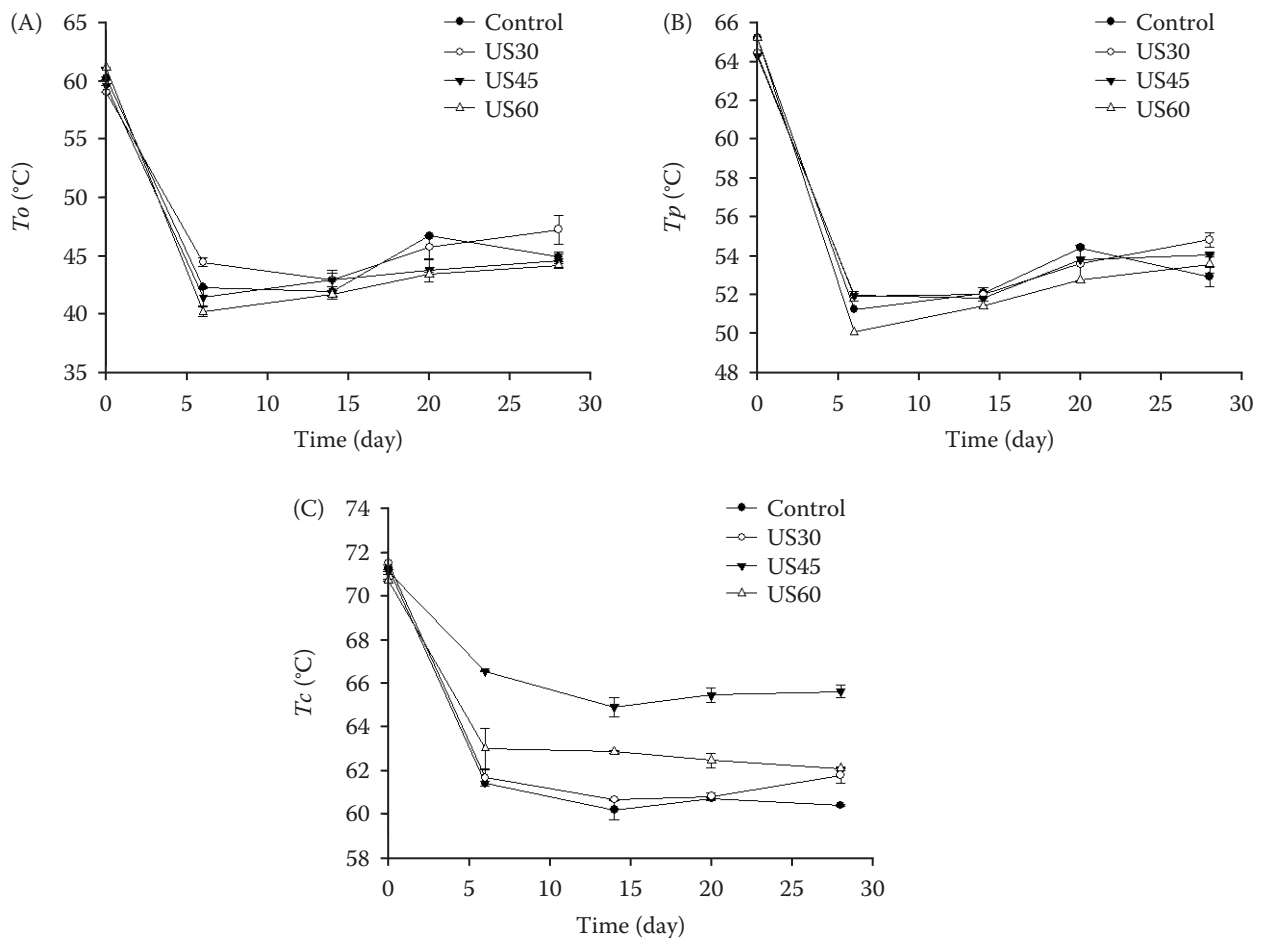 (A)
65
60
55
50
45
40
35
To (°C)
0 5 10 15 20 25 30
Time (day)
Control
US30
US45
US60
(B)
66
64
62
60
58
56
54
52
50
48
Tp (°C)
0 5 10 15 20 25 30
Time (day)
Control
US30
US45
US60
(C)
74
72
70
68
66
64
62
60
58
Tc (°C)
0 5 10 15 20 25 30
Time (day)
Control
US30
US45
US60